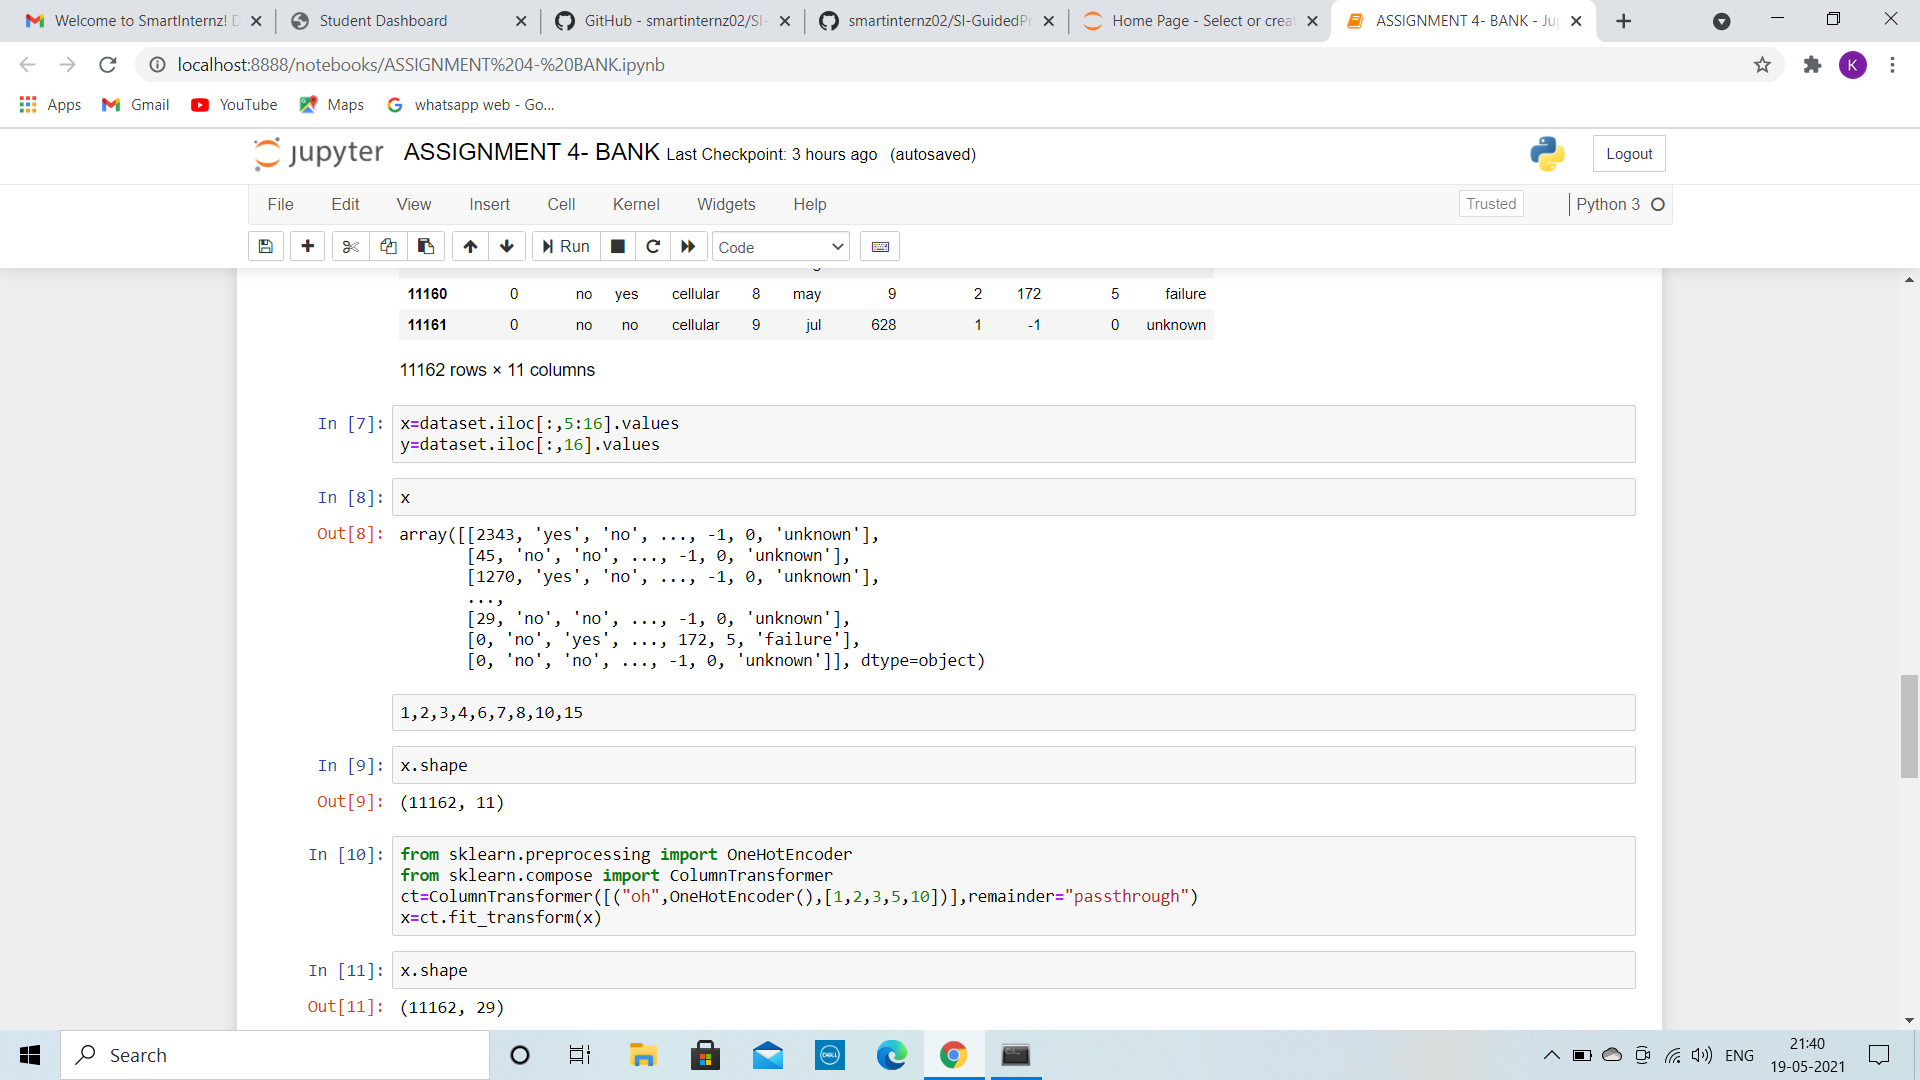 Welcome to SmartInternz! D
Student Dashboard
GitHub - smartinternz02/SI-
smartinternz02/SI-GuidedPr
Home Page - Select or creat
ASSIGNMENT 4- BANK - Ju
localhost:8888/notebooks/ASSIGNMENT%204-%20BANK.ipynb
K
Apps
Gmail
YouTube
Maps
whatsapp web - Go...
jupyter ASSIGNMENT 4- BANK Last Checkpoint: 3 hours ago (autosaved)
Logout
File Edit View Insert Cell Kernel Widgets Help
Trusted
Python 3
Run
Code
11160 0 no yes cellular 8 may 9 2 172 5 failure
11161 0 no no cellular 9 jul 628 1 -1 0 unknown
11162 rows × 11 columns
In [7]: x=dataset.iloc[:,5:16].values
y=dataset.iloc[:,16].values
In [8]: x
Out[8]: array([[2343, 'yes', 'no', ..., -1, 0, 'unknown'],
[45, 'no', 'no', ..., -1, 0, 'unknown'],
[1270, 'yes', 'no', ..., -1, 0, 'unknown'],
...,
[29, 'no', 'no', ..., -1, 0, 'unknown'],
[0, 'no', 'yes', ..., 172, 5, 'failure'],
[0, 'no', 'no', ..., -1, 0, 'unknown']], dtype=object)
1,2,3,4,6,7,8,10,15
In [9]: x.shape
Out[9]: (11162, 11)
In [10]: from sklearn.preprocessing import OneHotEncoder
from sklearn.compose import ColumnTransformer
ct=ColumnTransformer([("oh",OneHotEncoder(),[1,2,3,5,10])],remainder="passthrough")
x=ct.fit_transform(x)
In [11]: x.shape
Out[11]: (11162, 29)
Search
DELL
ENG
21:40
19-05-2021